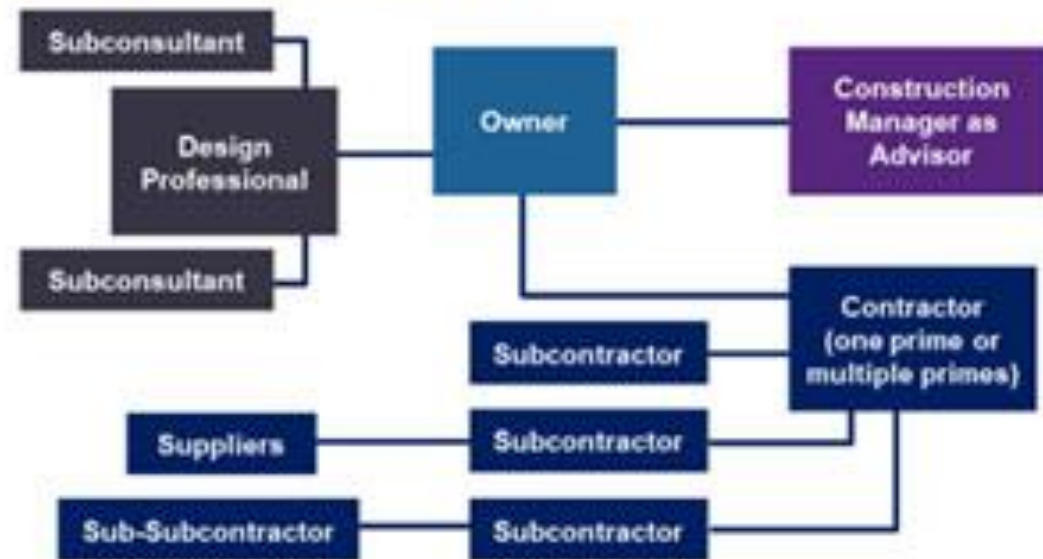 Subconsultant
Design
Professional
Subconsultant
Owner
Construction
Manager as
Advisor
Contractor
(one prime or
multiple primes)
Subcontractor
Suppliers
Subcontractor
Sub-Subcontractor
Subcontractor